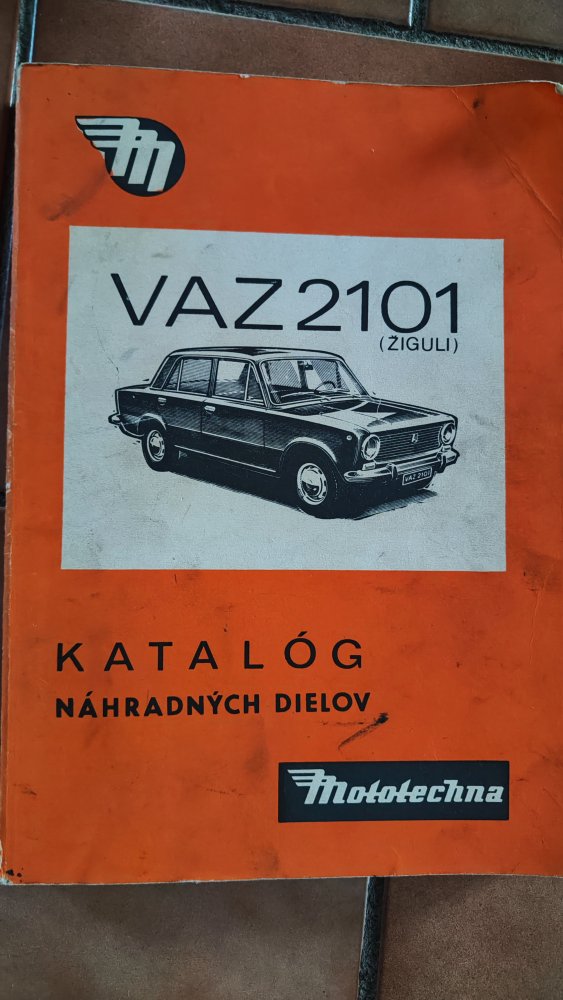 M
VAZ 2101
(ŽIGULI)
VAZ 2101
KATALÓG
NÁHRADNÝCH DIELOV
Mototechna